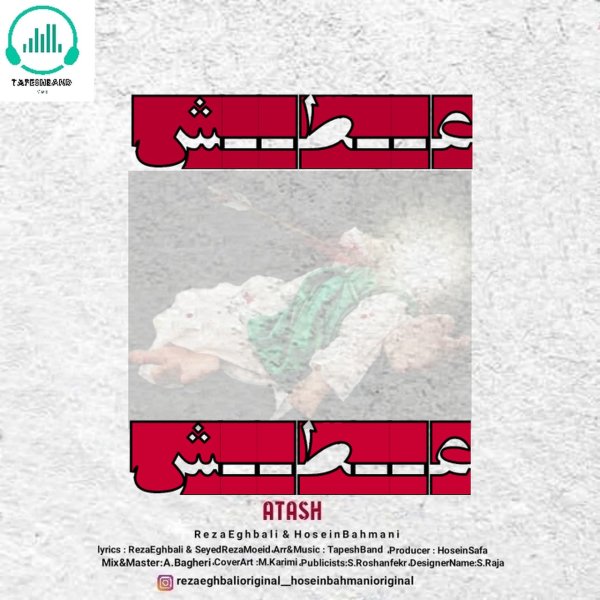 TAPESHBAND
عطش
عطش
ATASH
RezaEghbali & HoseinBahmani
lyrics : RezaEghbali & SeyedRezaMoeid ،Arr&Music : TapeshBand ،Producer : HoseinSafa
Mix&Master:A.Bagheri ،CoverArt :M.Karimi ،Publicists:S.Roshanfekr ،DesignerName:S.Raja
rezaeghbalioriginal__hoseinbahmanioriginal